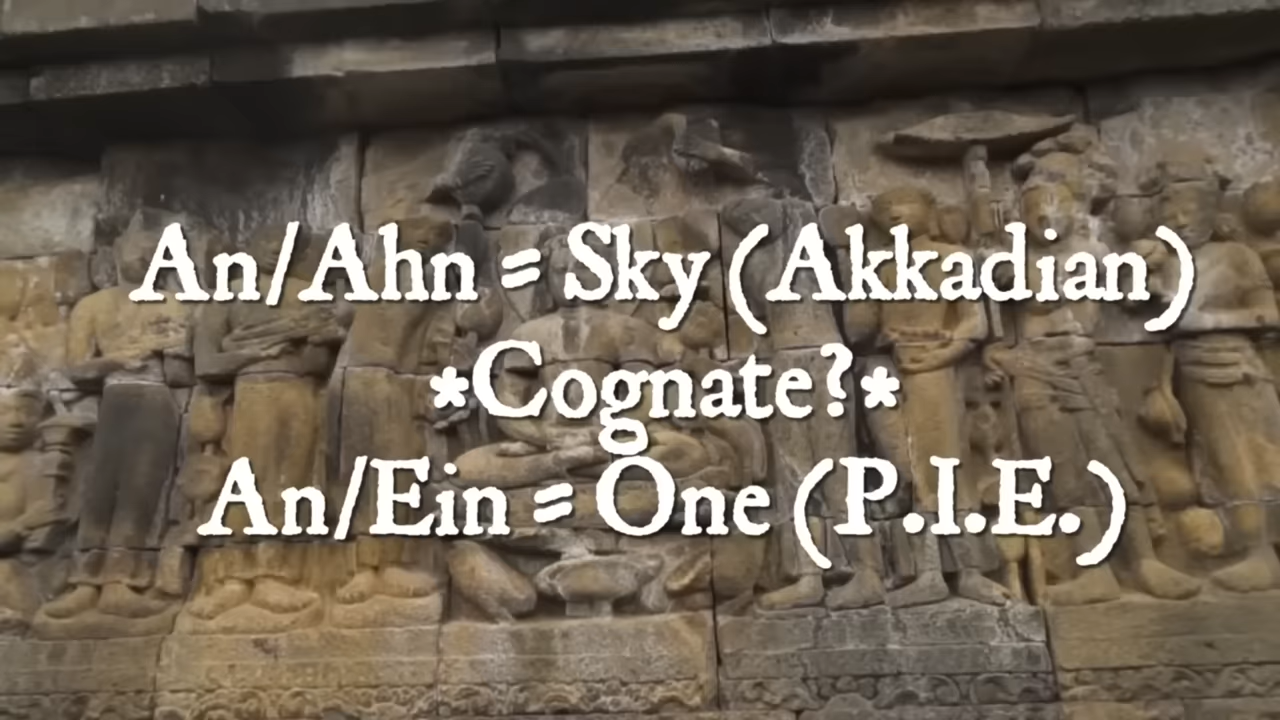 An/Ahn = Sky (Akkadian)
*Cognate?*
An/Ein = One (P.I.E.)